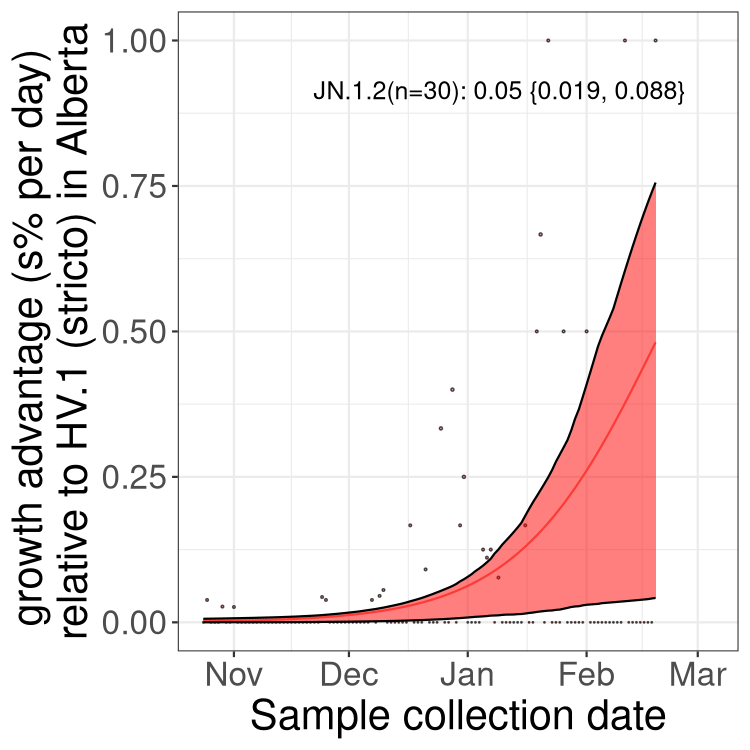 growth advantage (s% per day)
relative to HV.1 (stricto) in Alberta
1.00
0.75
0.50
0.25
0.00
JN.1.2(n=30): 0.05 {0.019, 0.088}
Nov Dec Jan Feb Mar
Sample collection date